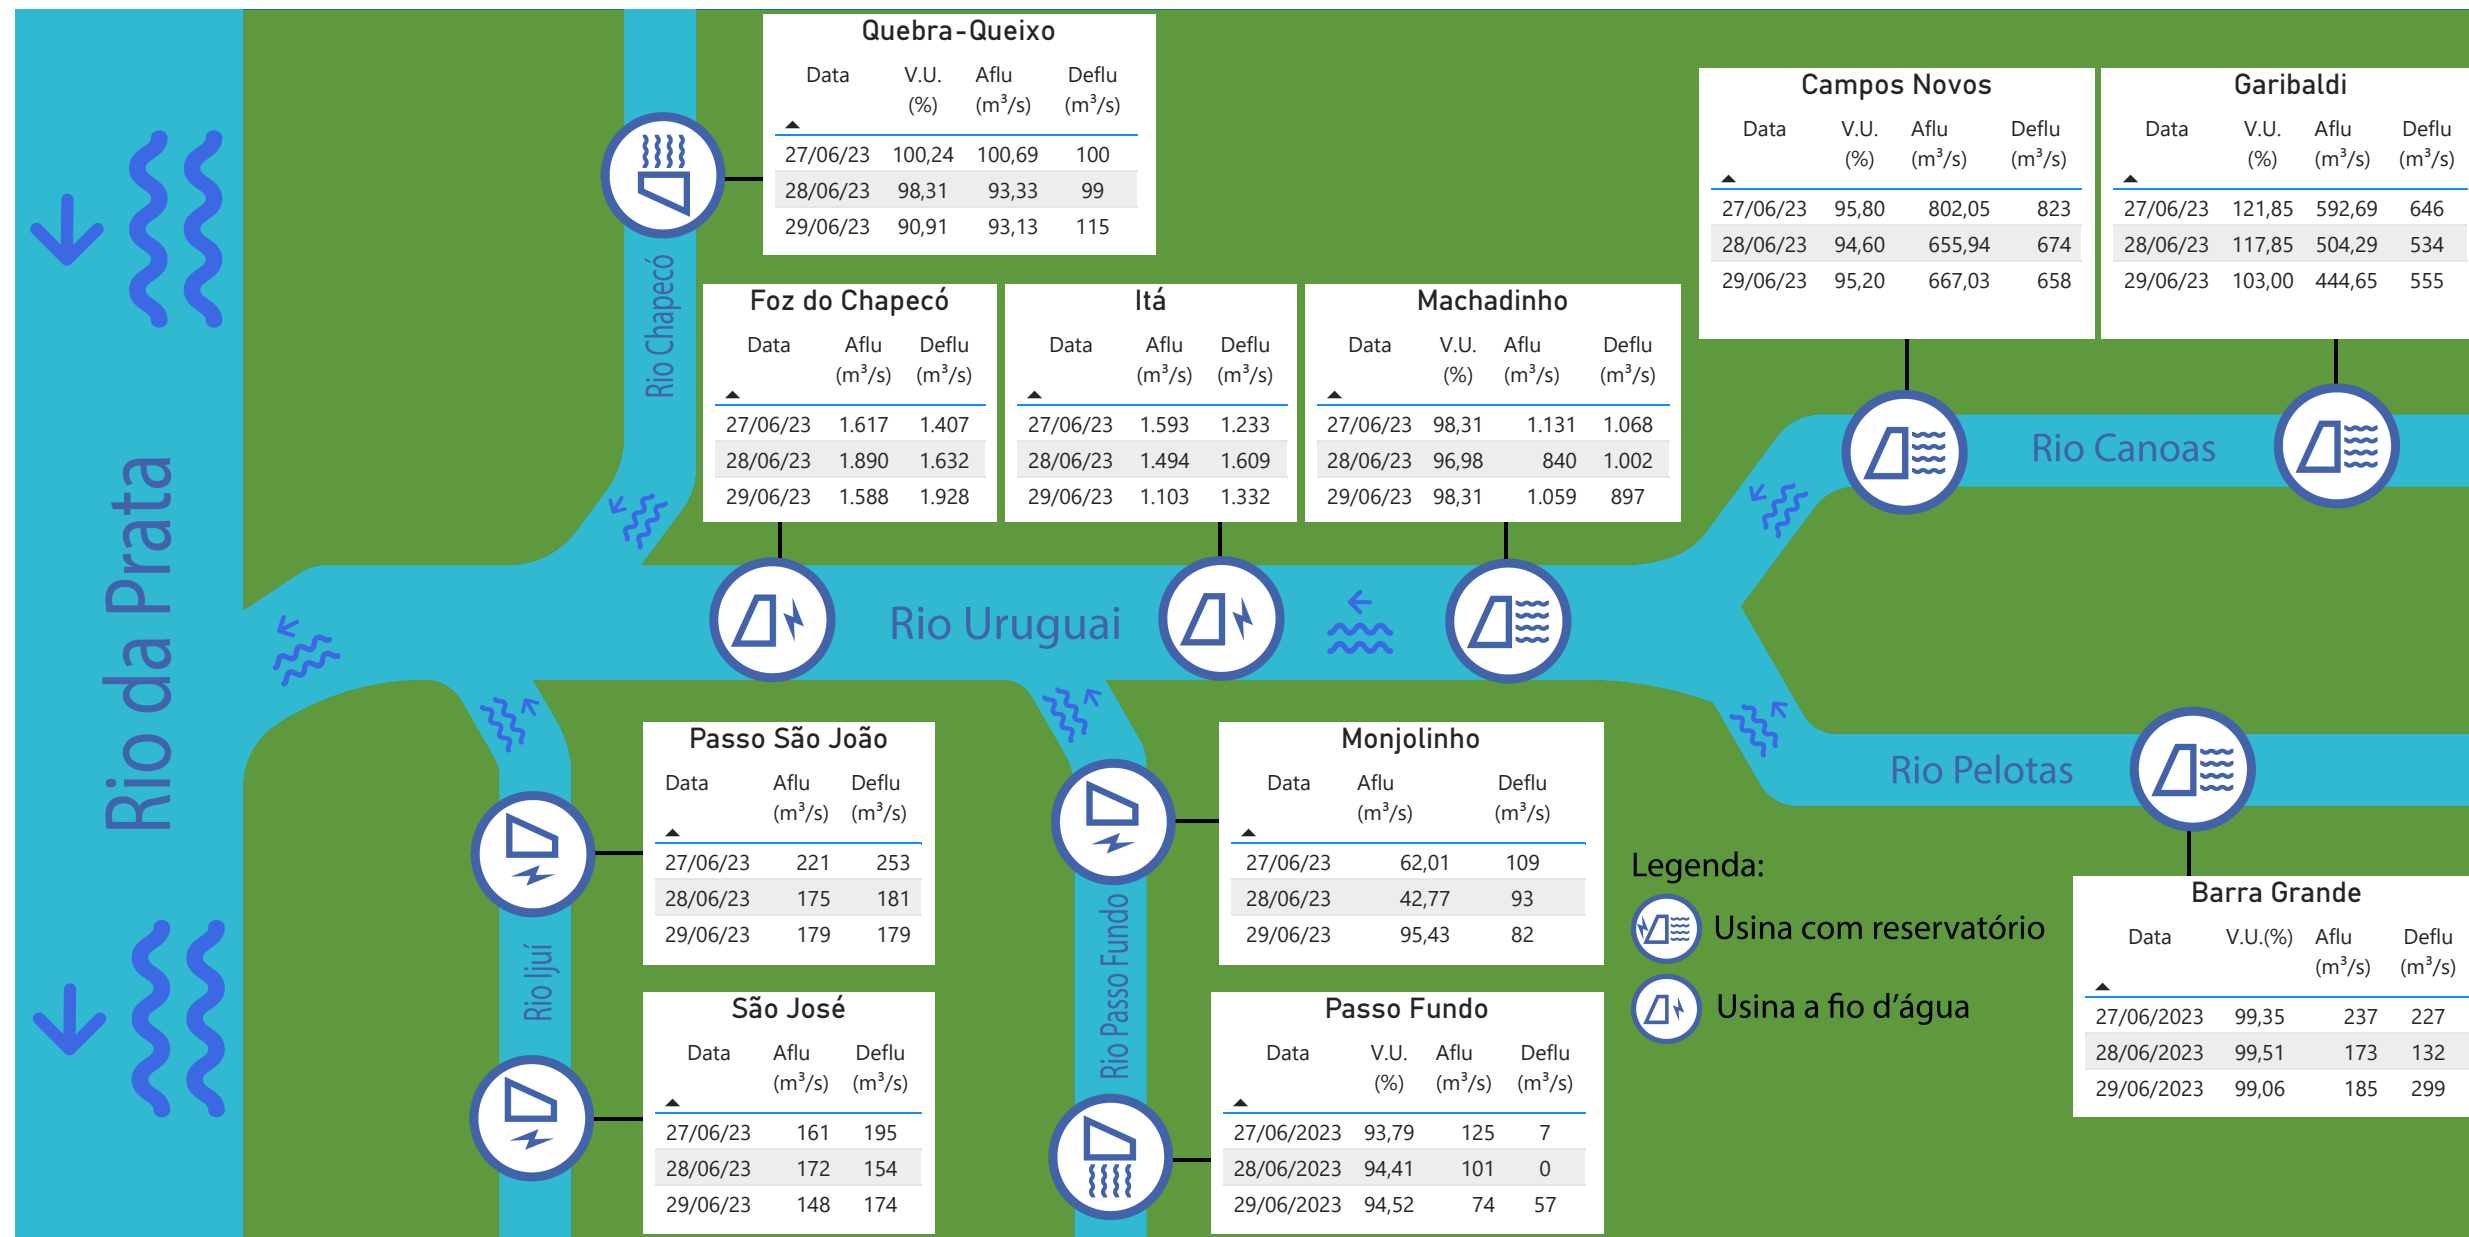 Quebra-Queixo
Data V.U. Aflu Deflu
(%) (m³/s) (m³/s)
27/06/23 100,24 100,69 100
28/06/23 98,31 93,33 99
29/06/23 90,91 93,13 115
Campos Novos
Data V.U. Aflu Deflu
(%) (m³/s) (m³/s)
27/06/23 95,80 802,05 823
28/06/23 94,60 655,94 674
29/06/23 95,20 667,03 658
Garibaldi
Data V.U. Aflu Deflu
(%) (m³/s) (m³/s)
27/06/23 121,85 592,69 646
28/06/23 117,85 504,29 534
29/06/23 103,00 444,65 555
Rio Chapecó
Foz do Chapecó
Data Aflu Deflu
(m³/s) (m³/s)
27/06/23 1.617 1.407
28/06/23 1.890 1.632
29/06/23 1.588 1.928
Itá
Data Aflu Deflu
(m³/s) (m³/s)
27/06/23 1.593 1.233
28/06/23 1.494 1.609
29/06/23 1.103 1.332
Machadinho
Data V.U. Aflu Deflu
(%) (m³/s) (m³/s)
27/06/23 98,31 1.131 1.068
28/06/23 96,98 840 1.002
29/06/23 98,31 1.059 897
Rio Canoas
Rio da Prata
Rio Uruguai
Rio Pelotas
Passo São João
Data Aflu Deflu
(m³/s) (m³/s)
27/06/23 221 253
28/06/23 175 181
29/06/23 179 179
Monjolinho
Data Aflu Deflu
(m³/s) (m³/s)
27/06/23 62,01 109
28/06/23 42,77 93
29/06/23 95,43 82
Legenda:
Usina com reservatório
Usina a fio d’água
Barra Grande
Data V.U.(%) Aflu Deflu
(m³/s) (m³/s)
27/06/2023 99,35 237 227
28/06/2023 99,51 173 132
29/06/2023 99,06 185 299
Rio Ijuí
Rio Passo Fundo
São José
Data Aflu Deflu
(m³/s) (m³/s)
27/06/23 161 195
28/06/23 172 154
29/06/23 148 174
Passo Fundo
Data V.U. Aflu Deflu
(%) (m³/s) (m³/s)
27/06/2023 93,79 125 7
28/06/2023 94,41 101 0
29/06/2023 94,52 74 57